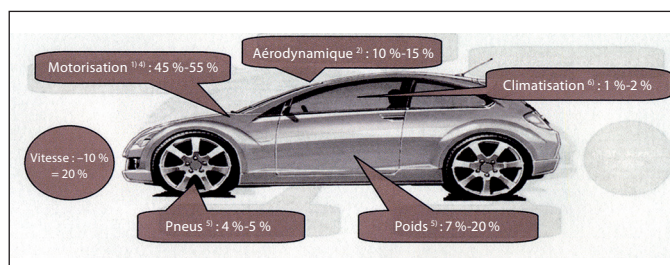 Aérodynamique 2) : 10 %-15 %
Motorisation 1) 4) : 45 %-55 %
Climatisation 6) : 1 %-2 %
Vitesse : –10 %
= 20 %
Pneus 5) : 4 %-5 %
Poids 5) : 7 %-20 %